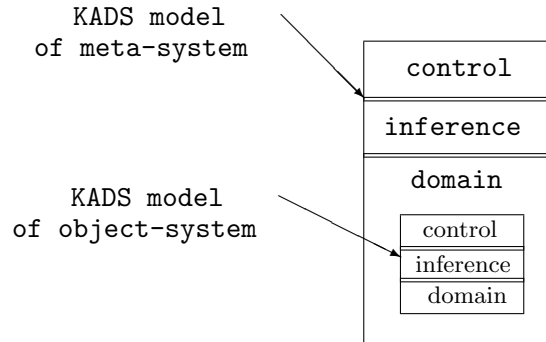 KADS model
of meta-system
control
inference
domain
KADS model
of object-system
control
inference
domain